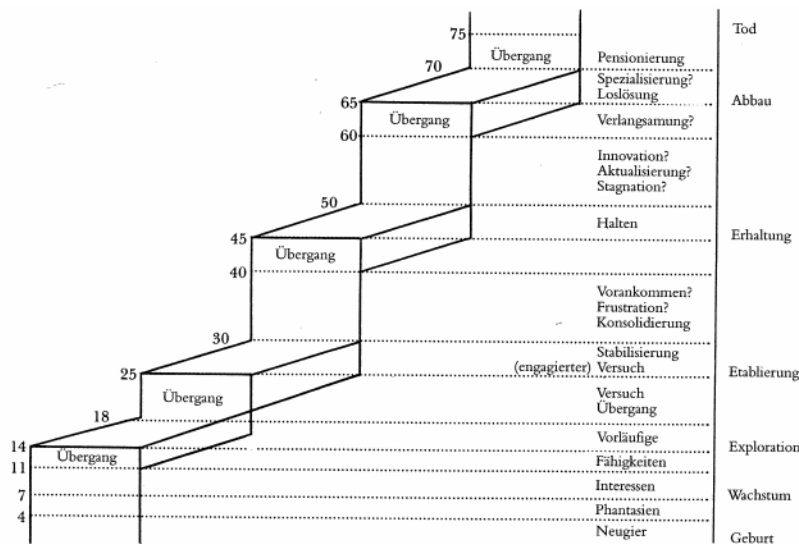 75
Übergang
Tod
70
Pensionierung
Spezialisierung?
Loslösung
65
Abbau
Übergang
Verlangsamung?
60
Innovation?
Aktualisierung?
Stagnation?
50
Halten
45
Erhaltung
Übergang
40
Vorankommen?
Frustration?
Konsolidierung
30
Stabilisierung
25
(engagierter) Versuch
Etablierung
Übergang
Versuch
Übergang
18
14
Vorläufige
Exploration
Übergang
11
Fähigkeiten
7
Interessen
Wachstum
4
Phantasien
Neugier
Geburt